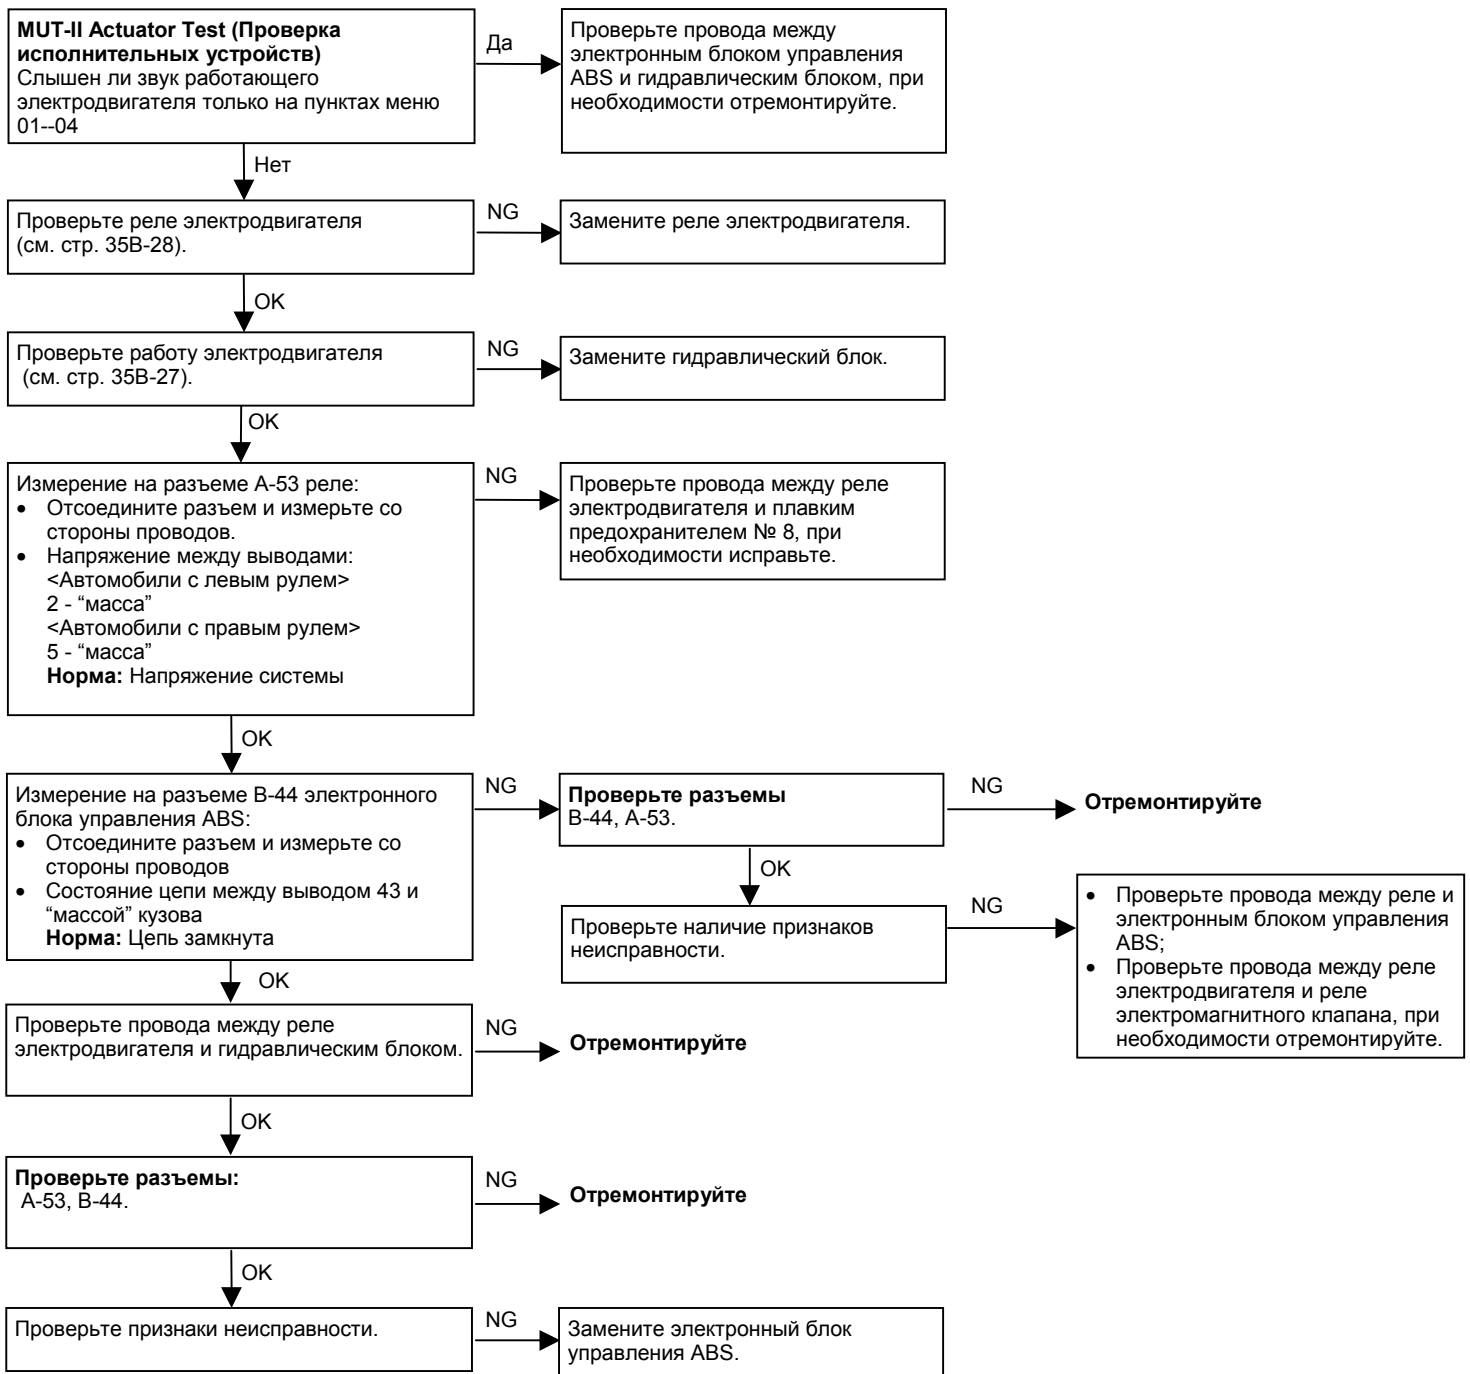 MUT-II Actuator Test (Проверка
исполнительных устройств)
Слышен ли звук работающего
электродвигателя только на пунктах меню
01--04
Да
Проверьте провода между
электронным блоком управления
ABS и гидравлическим блоком, при
необходимости отремонтируйте.
Нет
Проверьте реле электродвигателя
(см. стр. 35B-28).
NG
Замените реле электродвигателя.
OK
Проверьте работу электродвигателя
(см. стр. 35B-27).
NG
Замените гидравлический блок.
OK
Измерение на разъеме A-53 реле:
• Отсоедините разъем и измерьте со
стороны проводов.
• Напряжение между выводами:
<Автомобили с левым рулем>
2 - “масса”
<Автомобили с правым рулем>
5 - “масса”
Норма: Напряжение системы
NG
Проверьте провода между реле
электродвигателя и плавким
предохранителем № 8, при
необходимости исправьте.
OK
Измерение на разъеме B-44 электронного
блока управления ABS:
• Отсоедините разъем и измерьте со
стороны проводов
• Состояние цепи между выводом 43 и
“массой” кузова
Норма: Цепь замкнута
NG
Проверьте разъемы
B-44, A-53.
NG
Отремонтируйте
OK
Проверьте наличие признаков
неисправности.
NG
• Проверьте провода между реле и
электронным блоком управления
ABS;
• Проверьте провода между реле
электродвигателя и реле
электромагнитного клапана, при
необходимости отремонтируйте.
OK
Проверьте провода между реле
электродвигателя и гидравлическим блоком.
NG
Отремонтируйте
OK
Проверьте разъемы:
A-53, B-44.
NG
Отремонтируйте
OK
Проверьте признаки неисправности.
NG
Замените электронный блок
управления ABS.